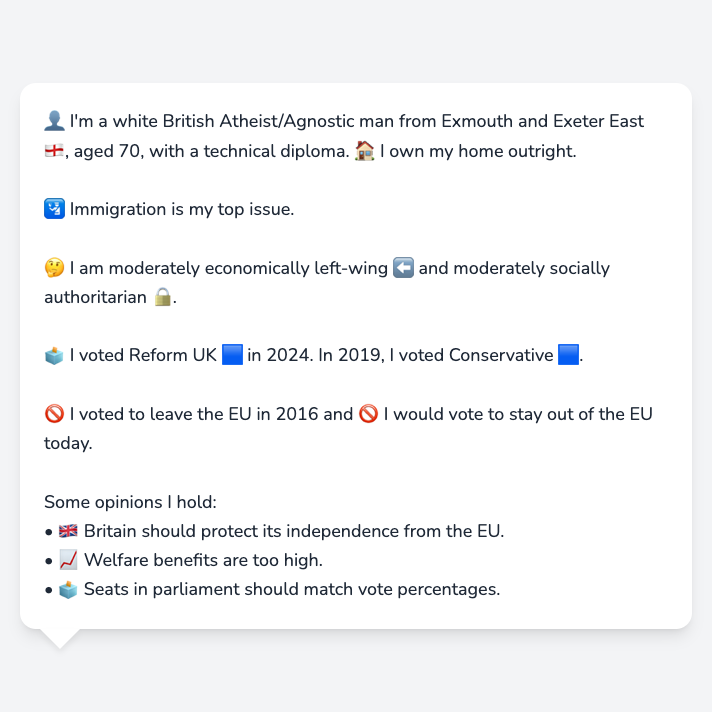 👤 I'm a white British Atheist/Agnostic man from Exmouth and Exeter East
🏴󠁧󠁢󠁥󠁮󠁧󠁿, aged 70, with a technical diploma. 🏠 I own my home outright.
🛂 Immigration is my top issue.
🤔 I am moderately economically left-wing ⬅️ and moderately socially
authoritarian 🔒.
🗳️ I voted Reform UK 🟦 in 2024. In 2019, I voted Conservative 🟦.
🚫 I voted to leave the EU in 2016 and 🚫 I would vote to stay out of the EU
today.
Some opinions I hold:
• 🇬🇧 Britain should protect its independence from the EU.
• 📈 Welfare benefits are too high.
• 🗳️ Seats in parliament should match vote percentages.